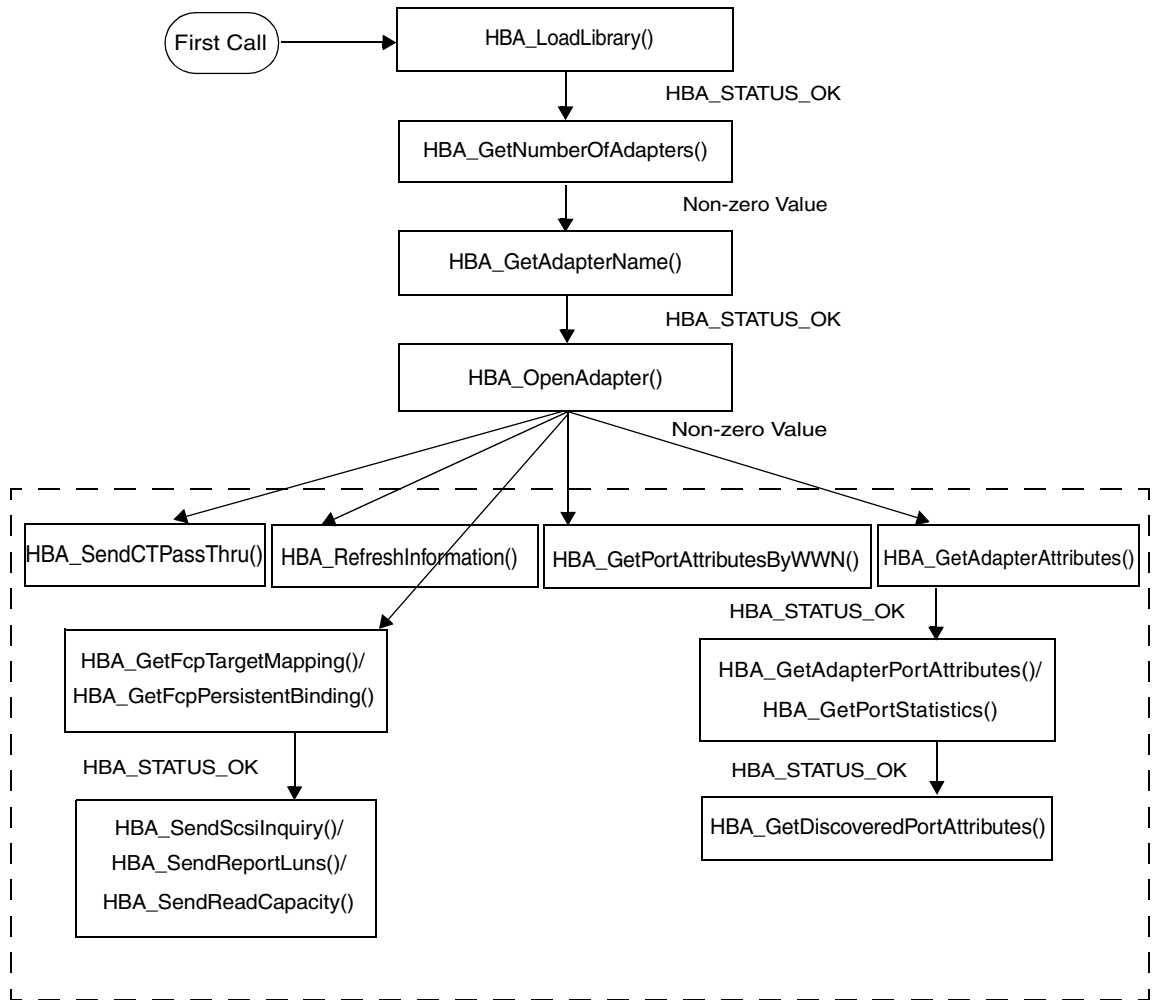 First Call
HBA_LoadLibrary()
HBA_STATUS_OK
HBA_GetNumberOfAdapters()
Non-zero Value
HBA_GetAdapterName()
HBA_STATUS_OK
HBA_OpenAdapter()
Non-zero Value
HBA_SendCTPassThru()
HBA_RefreshInformation()
HBA_GetPortAttributesByWWN()
HBA_GetAdapterAttributes()
HBA_STATUS_OK
HBA_GetFcpTargetMapping()/
HBA_GetFcpPersistentBinding()
HBA_GetAdapterPortAttributes()/
HBA_GetPortStatistics()
HBA_STATUS_OK
HBA_STATUS_OK
HBA_SendScsiInquiry()/
HBA_SendReportLuns()/
HBA_SendReadCapacity()
HBA_GetDiscoveredPortAttributes()